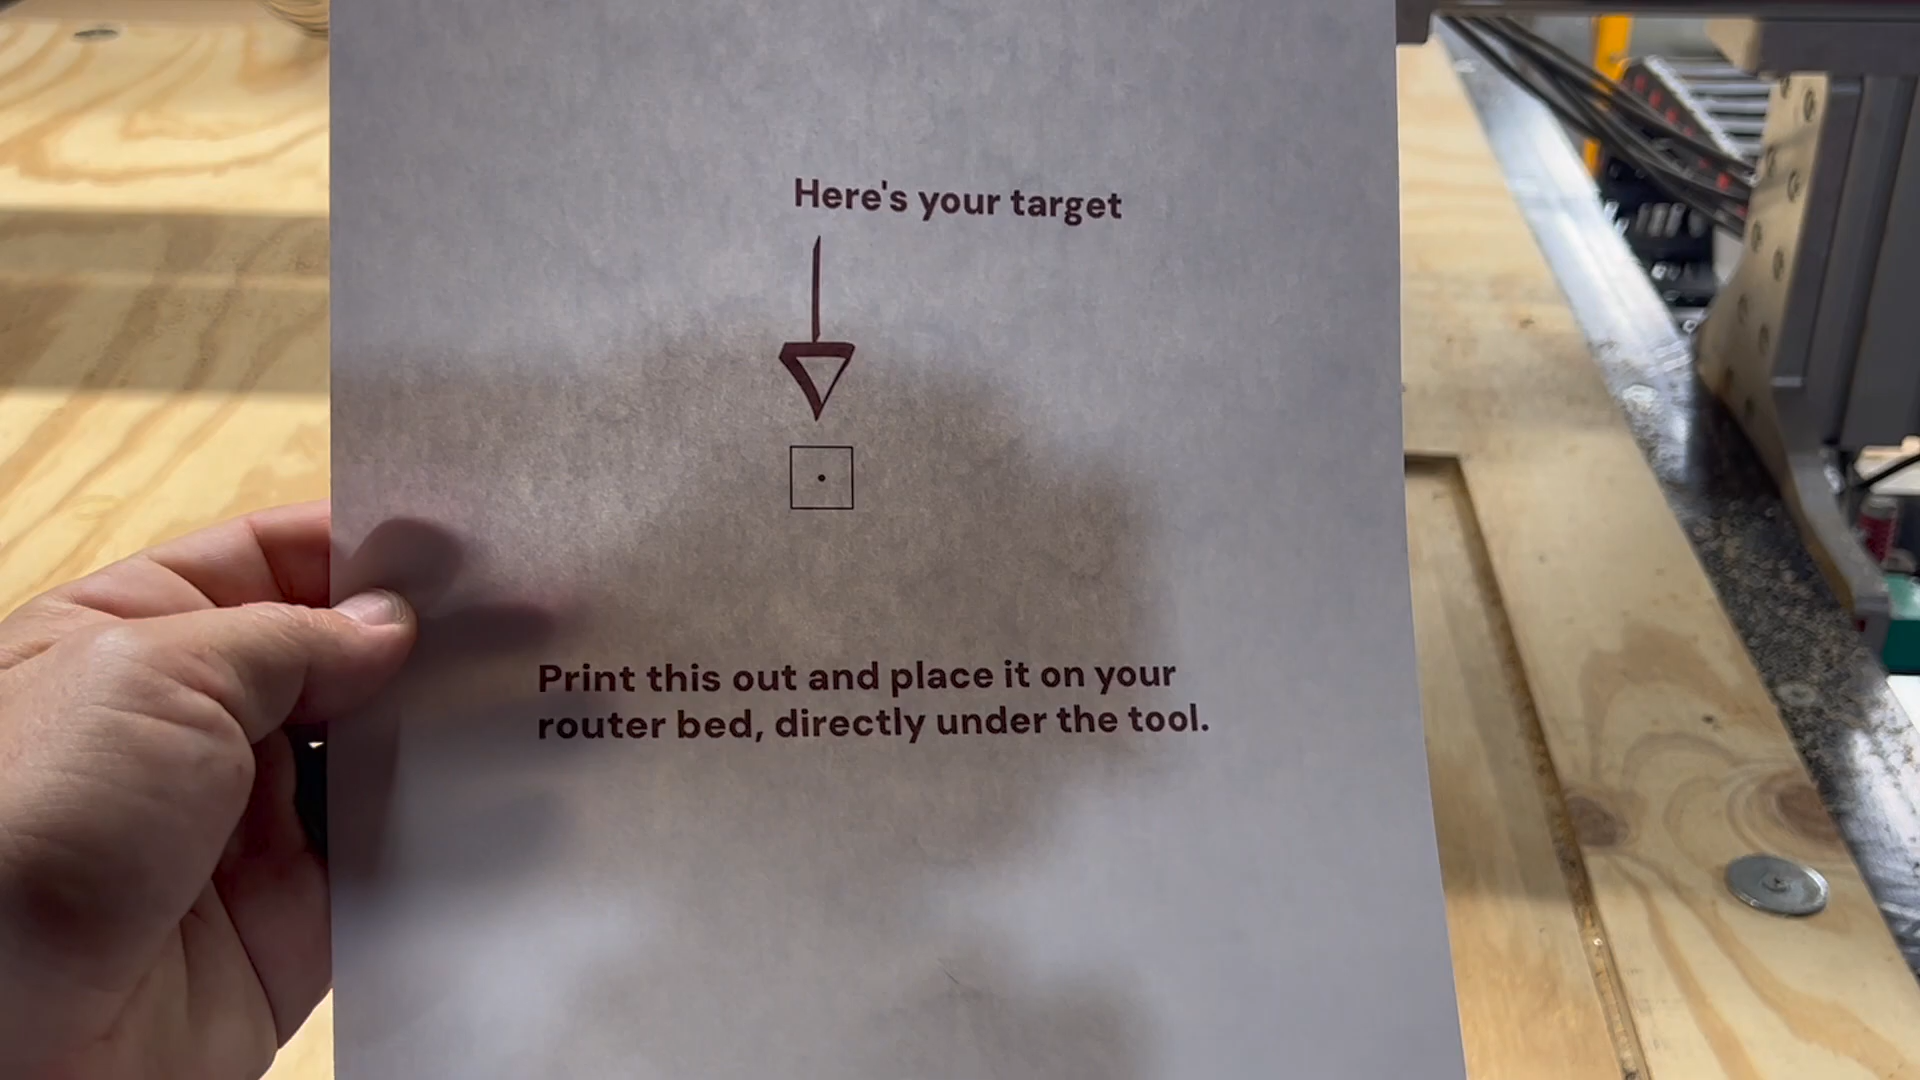 Here's your target
Print this out and place it on your
router bed, directly under the tool.